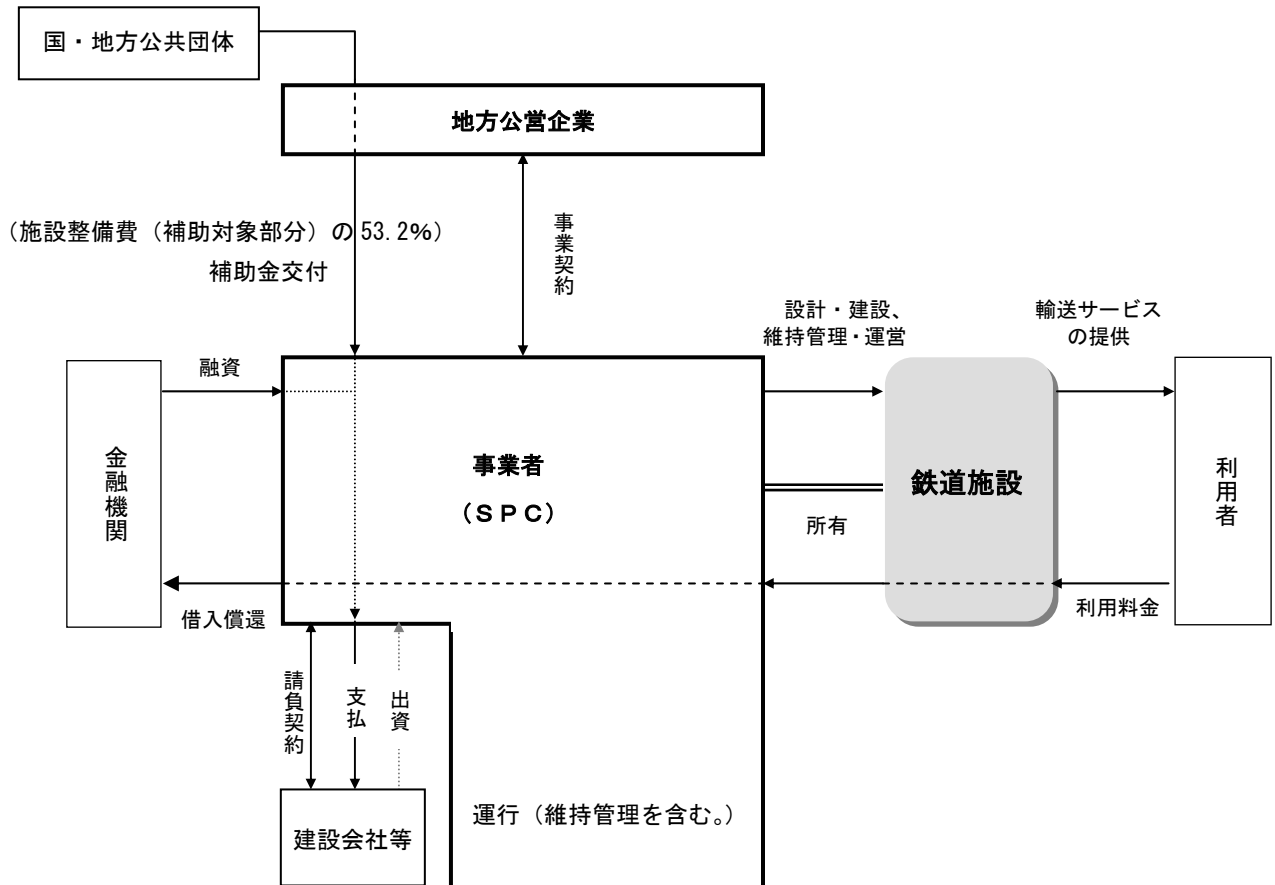 国・地方公共団体
地方公営企業
(施設整備費(補助対象部分)の53.2%)
補助金交付
事業契約
設計・建設、
維持管理・運営
輸送サービス
の提供
融資
金融機関
事業者
(SPC)
鉄道施設
利用者
所有
借入償還
利用料金
請負契約
支払
出資
建設会社等
運行(維持管理を含む。)